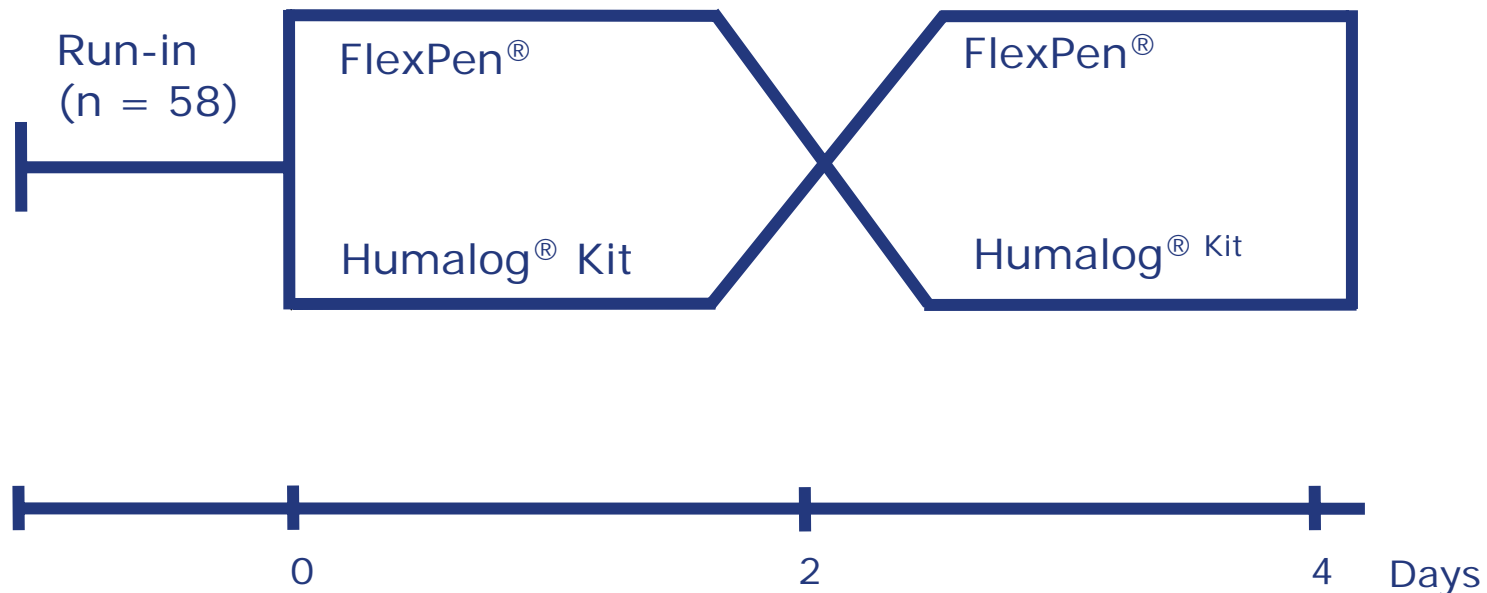 Run-in
(n = 58)
FlexPen®
FlexPen®
Humalog® Kit
Humalog® Kit
0
2
4
Days